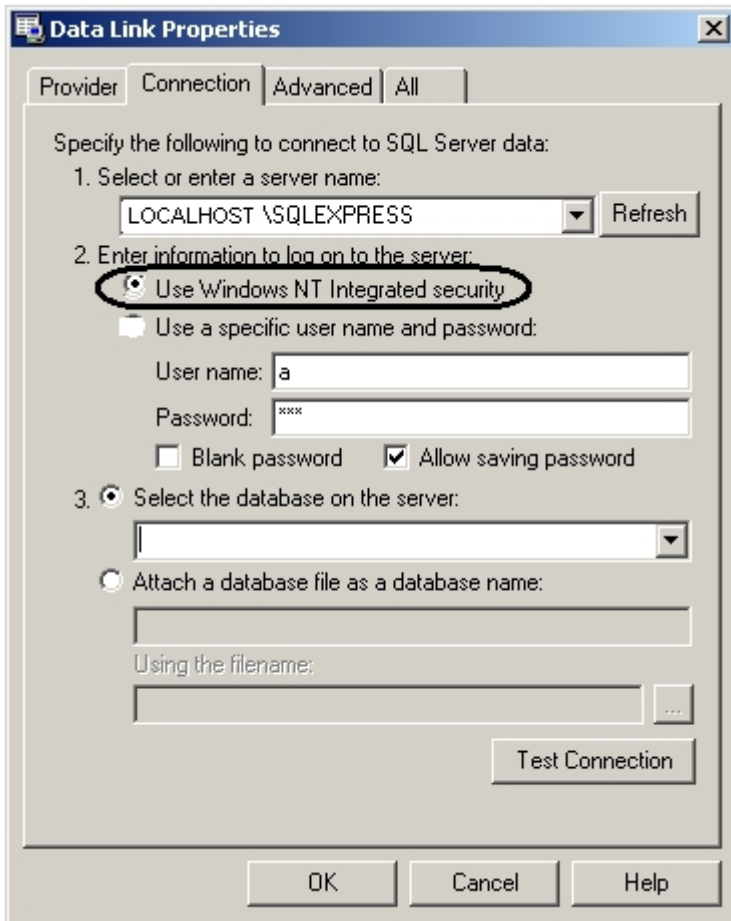 Data Link Properties
Provider Connection Advanced All
Specify the following to connect to SQL Server data:
1. Select or enter a server name:
LOCALHOST \SQLEXPRESS Refresh
2. Enter information to log on to the server:
Use Windows NT Integrated security
Use a specific user name and password:
User name: a
Password: ***
Blank password Allow saving password
3. Select the database on the server:
Attach a database file as a database name:
Using the filename:
...
Test Connection
OK Cancel Help